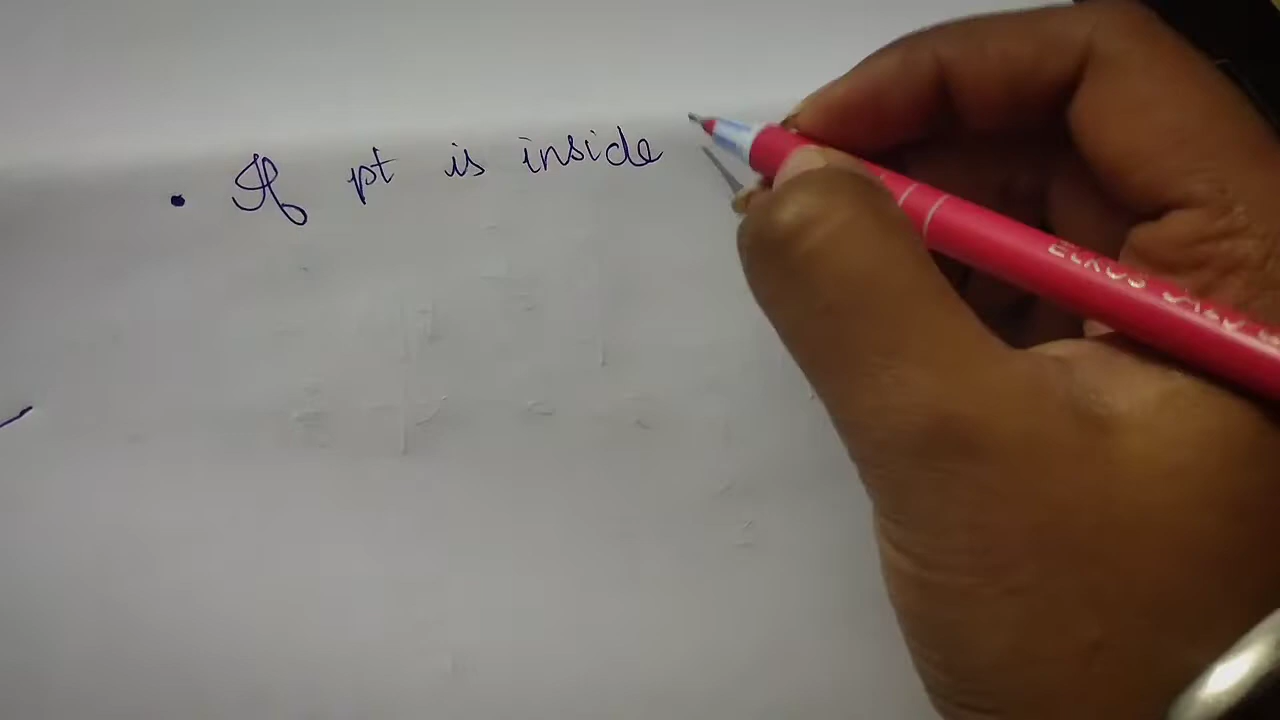 • If pt is inside